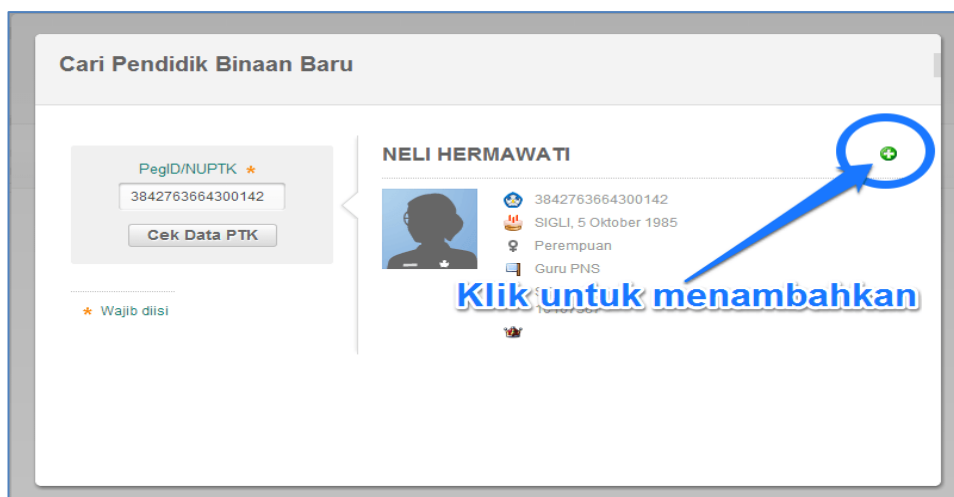 Cari Pendidik Binaan Baru
PegID/NUPTK *
3842763664300142
Cek Data PTK
* Wajib diisi
NELI HERMAWATI
3842763664300142
SIGLI, 5 Oktober 1985
Perempuan
Guru PNS
Klik untuk menambahkan